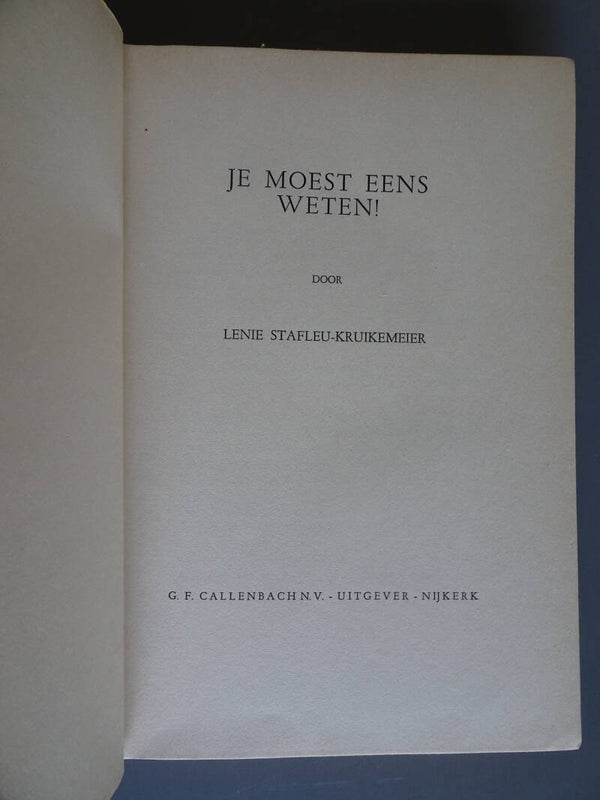 JE MOEST EENS
WETEN!
DOOR
LENIE STAFLEU-KRUIKEMEIER
G. F. CALLENBACH N.V. - UITGEVER - NIJKERK